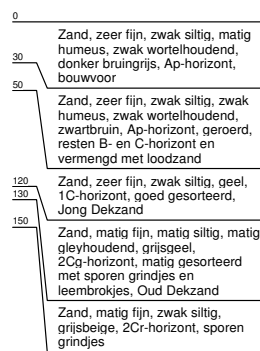 0
Zand, zeer fijn, zwak siltig, matig
humeus, zwak wortelhoudend,
donker bruingrijs, Ap-horizont,
bouwvoor
30
50
Zand, zeer fijn, zwak siltig, zwak
humeus, zwak wortelhoudend,
zwartbruin, Ap-horizont, geroerd,
resten B- en C-horizont en
vermengd met loodzand
120
Zand, zeer fijn, zwak siltig, geel,
1C-horizont, goed gesorteerd,
Jong Dekzand
130
150
Zand, matig fijn, matig siltig, matig
gleyhoudend, grijsgeel,
2Cg-horizont, matig gesorteerd
met sporen grindjes en
leembrokjes, Oud Dekzand
Zand, matig fijn, zwak siltig,
grijsbeige, 2Cr-horizont, sporen
grindjes